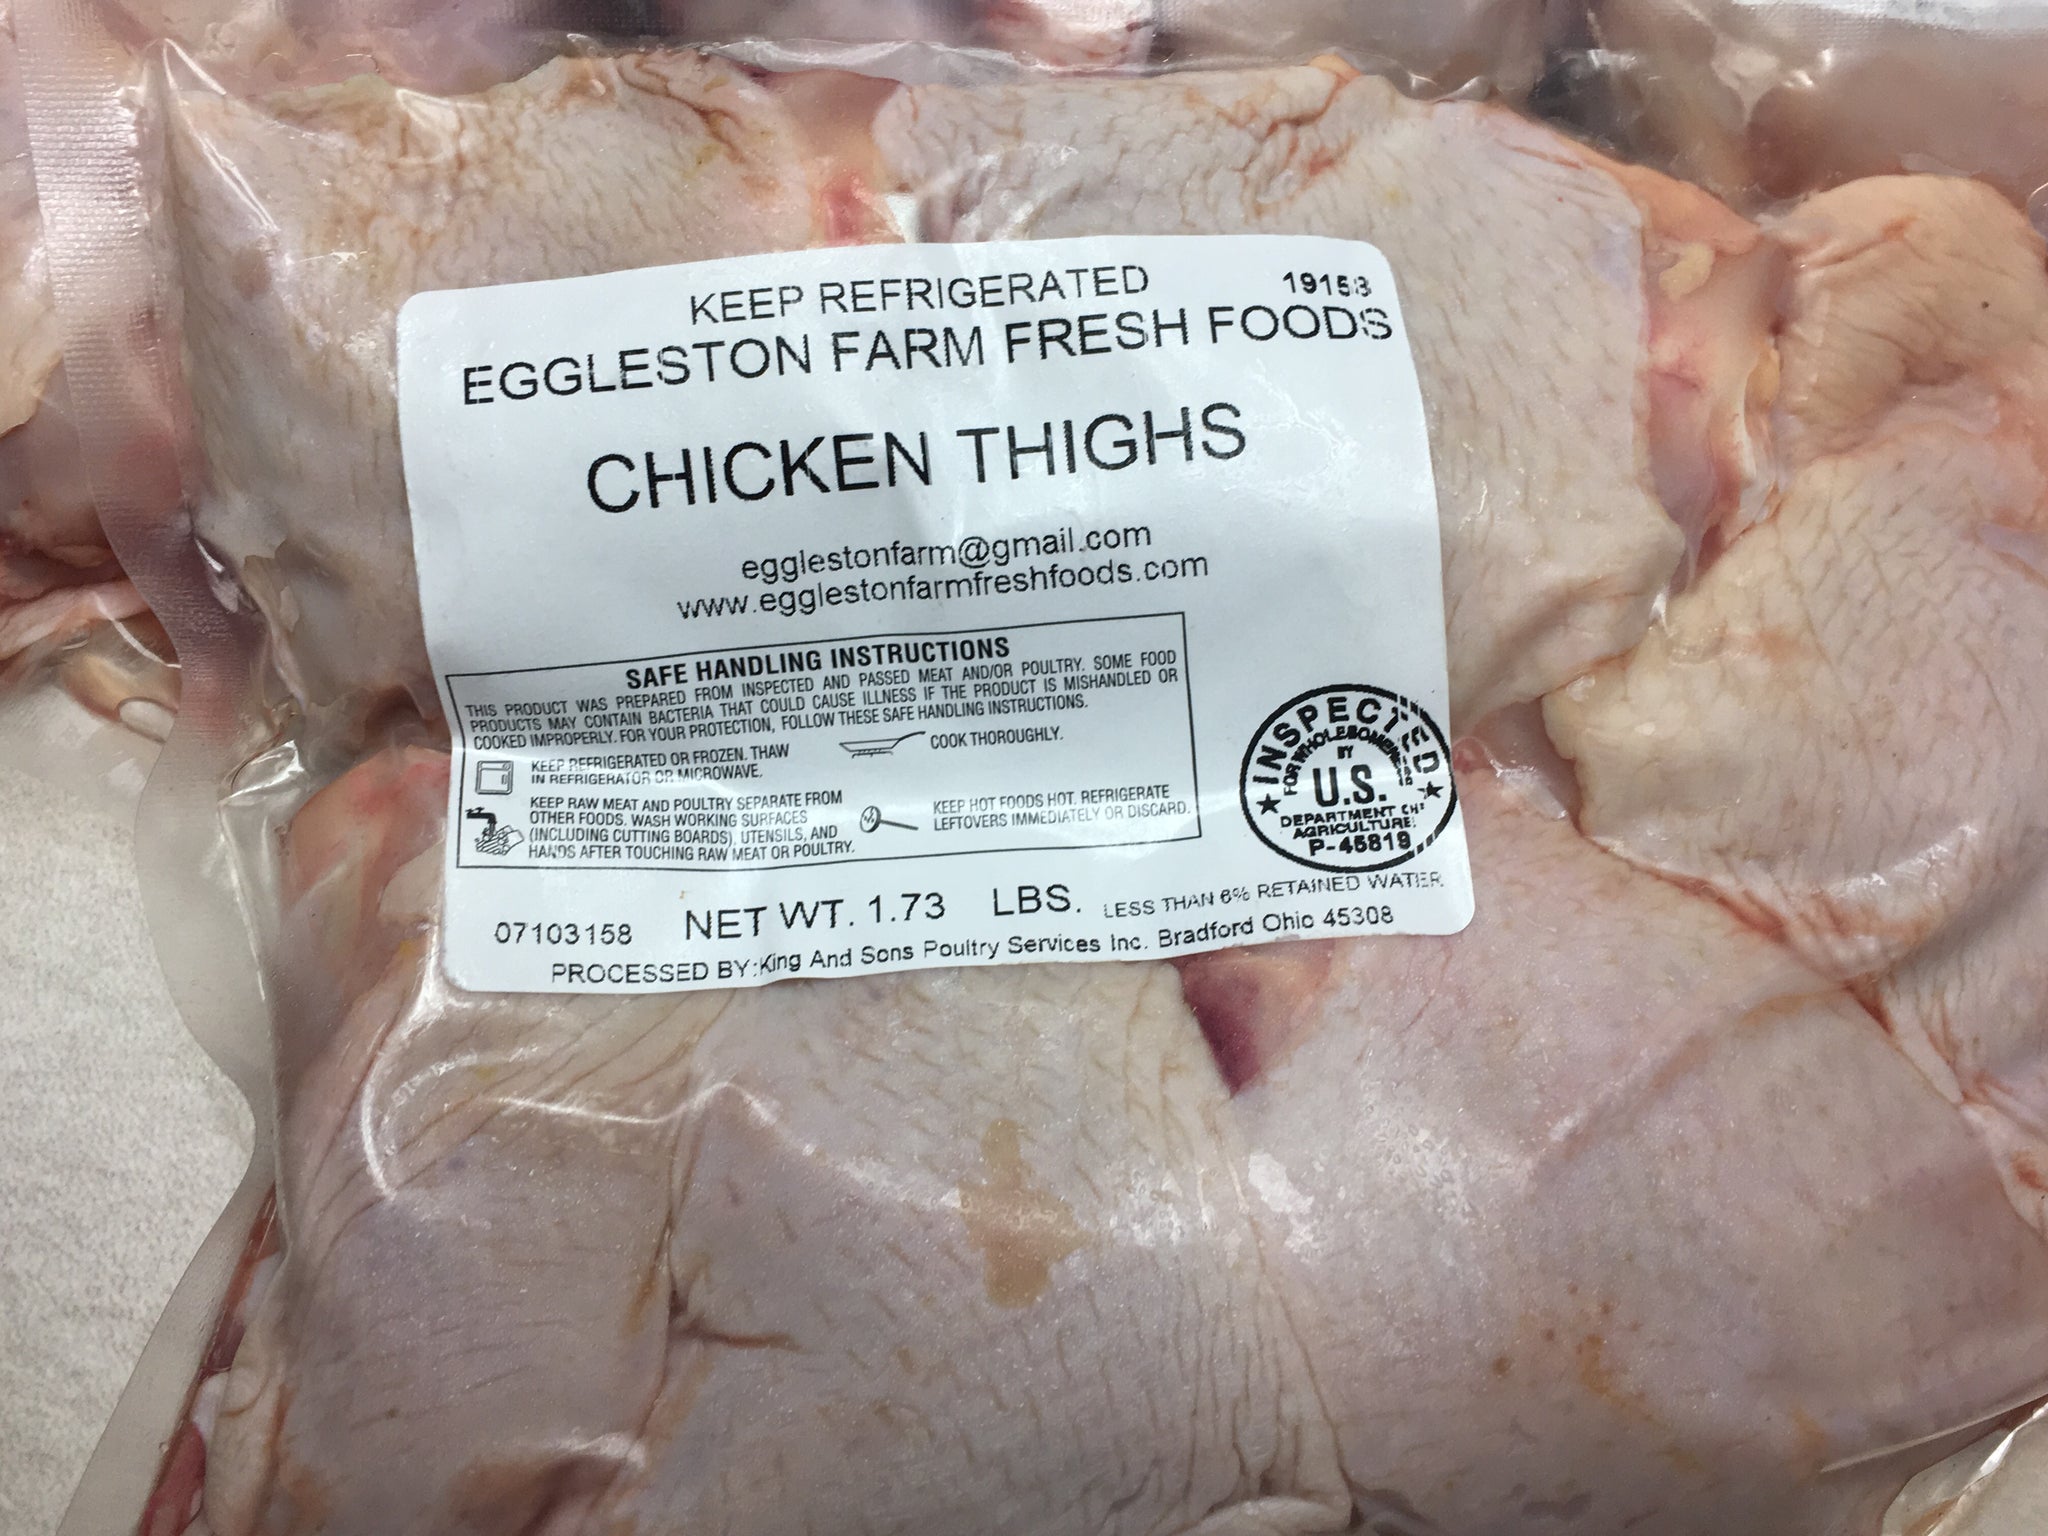 KEEP REFRIGERATED
19158
EGGLESTON FARM FRESH FOODS
CHICKEN THIGHS
egglestonfarm@gmail.com
www.egglestonfarmfreshfoods.com
SAFE HANDLING INSTRUCTIONS
THIS PRODUCT WAS PREPARED FROM INSPECTED AND PASSED MEAT AND/OR POULTRY. SOME FOOD
PRODUCTS MAY CONTAIN BACTERIA THAT COULD CAUSE ILLNESS IF THE PRODUCT IS MISHANDLED OR
COOKED IMPROPERLY. FOR YOUR PROTECTION, FOLLOW THESE SAFE HANDLING INSTRUCTIONS.
KEEP REFRIGERATED OR FROZEN. THAW
IN REFRIGERATOR OR MICROWAVE.
COOK THOROUGHLY.
KEEP RAW MEAT AND POULTRY SEPARATE FROM
OTHER FOODS. WASH WORKING SURFACES
(INCLUDING CUTTING BOARDS), UTENSILS, AND
HANDS AFTER TOUCHING RAW MEAT OR POULTRY.
KEEP HOT FOODS HOT. REFRIGERATE
LEFTOVERS IMMEDIATELY OR DISCARD.
INSPECTED
FOR WHOLESOMENESS
BY
U.S.
DEPARTMENT OF
AGRICULTURE
P-45819
07103158 NET WT. 1.73 LBS. LESS THAN 6% RETAINED WATER
PROCESSED BY:King And Sons Poultry Services Inc. Bradford Ohio 45308